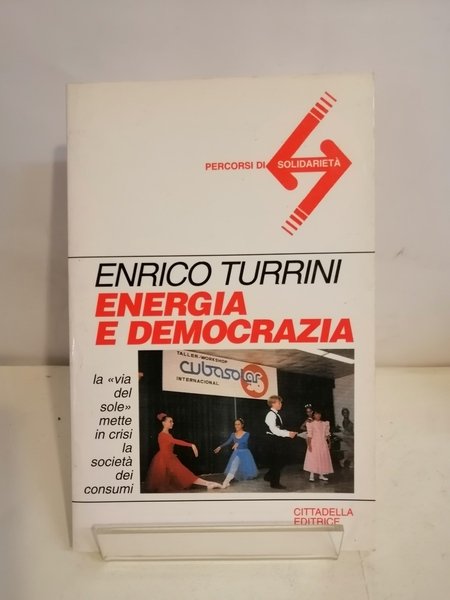 PERCORSI DI SOLIDARIETÀ
ENRICO TURRINI
ENERGIA
E DEMOCRAZIA
la «via
del
sole»
mette
in crisi
la
società
dei
consumi
TALLER-WORKSHOP
cubasolar
INTERNACIONAL
CITTADELLA
EDITRICE